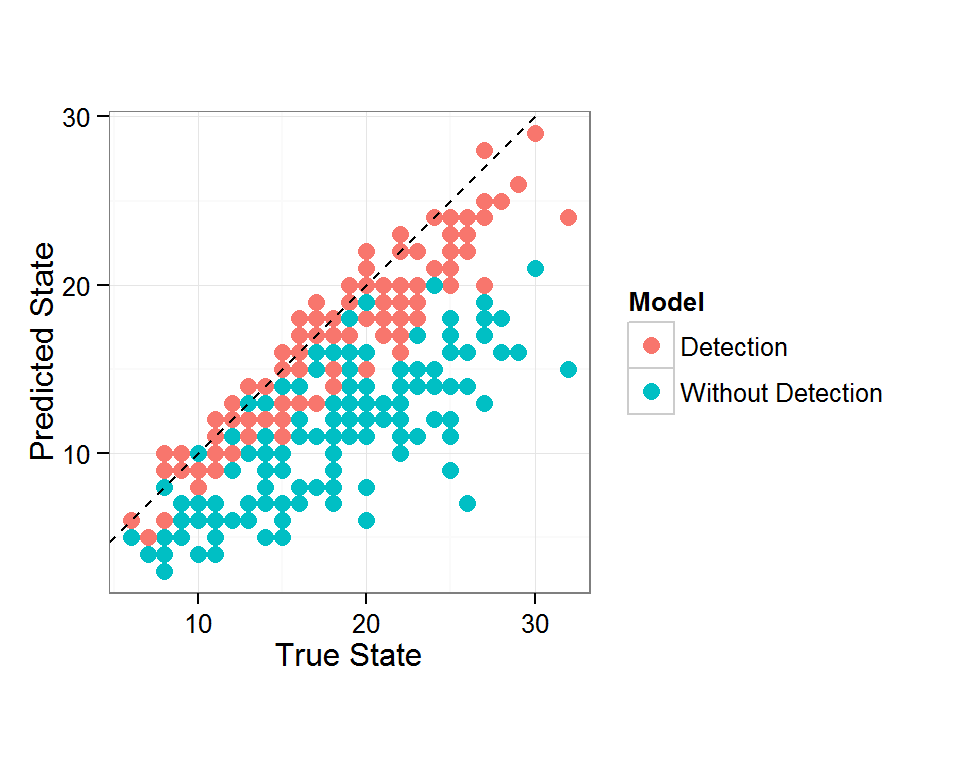 30
20
10
Predicted State
10 20 30
True State
Model
Detection
Without Detection